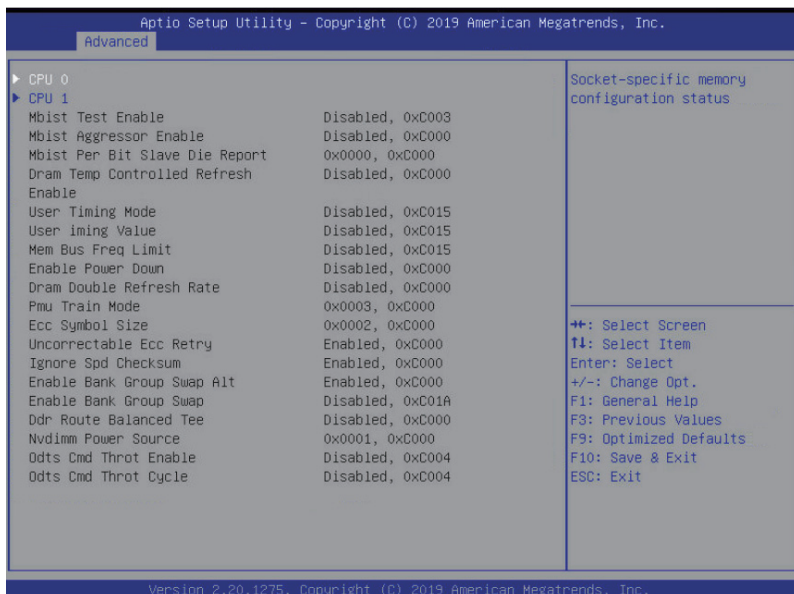 Aptio Setup Utility – Copyright (C) 2019 American Megatrends, Inc.
Advanced
CPU 0
CPU 1
Mbist Test Enable Disabled, 0xC003
Mbist Aggressor Enable Disabled, 0xC000
Mbist Per Bit Slave Die Report 0x0000, 0xC000
Dram Temp Controlled Refresh Disabled, 0xC000
Enable
User Timing Mode Disabled, 0xC015
User iming Value Disabled, 0xC015
Mem Bus Freq Limit Disabled, 0xC015
Enable Power Down Disabled, 0xC000
Dram Double Refresh Rate Disabled, 0xC000
Pmu Train Mode 0x0003, 0xC000
Ecc Symbol Size 0x0002, 0xC000
Uncorrectable Ecc Retry Enabled, 0xC000
Ignore Spd Checksum Enabled, 0xC000
Enable Bank Group Swap Alt Enabled, 0xC000
Enable Bank Group Swap Disabled, 0xC01A
Ddr Route Balanced Tee Disabled, 0xC000
Nvdimm Power Source 0x0001, 0xC000
Odts Cmd Throt Enable Disabled, 0xC004
Odts Cmd Throt Cycle Disabled, 0xC004
Socket–specific memory
configuration status
→←: Select Screen
↑↓: Select Item
Enter: Select
+/–: Change Opt.
F1: General Help
F3: Previous Values
F9: Optimized Defaults
F10: Save & Exit
ESC: Exit
Version 2.20.1275. Copyright (C) 2019 American Megatrends, Inc.